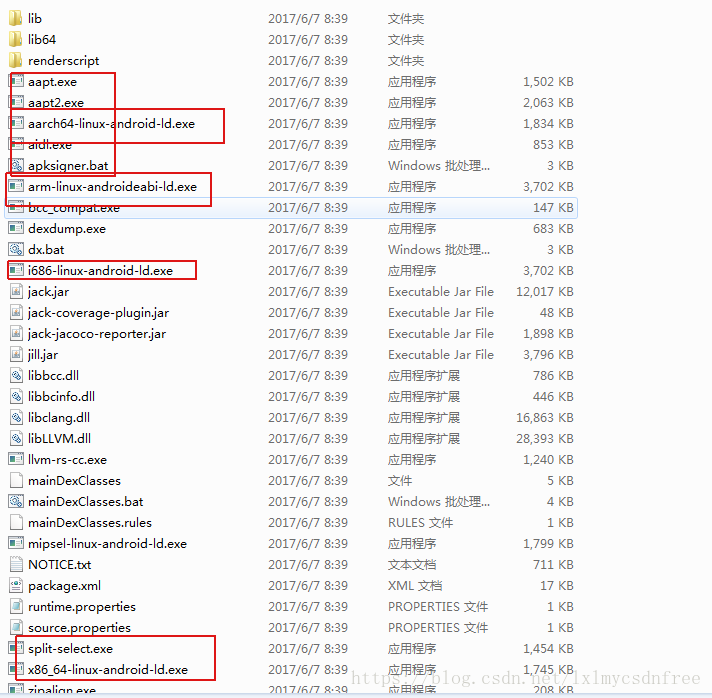 lib 2017/6/7 8:39 文件夹
lib64 2017/6/7 8:39 文件夹
renderscript 2017/6/7 8:39 文件夹
aapt.exe 2017/6/7 8:39 应用程序 1,502 KB
aapt2.exe 2017/6/7 8:39 应用程序 2,063 KB
aarch64-linux-android-ld.exe 2017/6/7 8:39 应用程序 1,834 KB
aidl.exe 2017/6/7 8:39 应用程序 853 KB
apksigner.bat 2017/6/7 8:39 Windows 批处理... 3 KB
arm-linux-androideabi-ld.exe 2017/6/7 8:39 应用程序 3,702 KB
bcc_compat.exe 2017/6/7 8:39 应用程序 147 KB
dexdump.exe 2017/6/7 8:39 应用程序 683 KB
dx.bat 2017/6/7 8:39 Windows 批处理... 3 KB
i686-linux-android-ld.exe 2017/6/7 8:39 应用程序 3,702 KB
jack.jar 2017/6/7 8:39 Executable Jar File 12,017 KB
jack-coverage-plugin.jar 2017/6/7 8:39 Executable Jar File 48 KB
jack-jacoco-reporter.jar 2017/6/7 8:39 Executable Jar File 1,898 KB
jill.jar 2017/6/7 8:39 Executable Jar File 3,796 KB
libbcc.dll 2017/6/7 8:39 应用程序扩展 786 KB
libbcinfo.dll 2017/6/7 8:39 应用程序扩展 446 KB
libclang.dll 2017/6/7 8:39 应用程序扩展 16,863 KB
libLLVM.dll 2017/6/7 8:39 应用程序扩展 28,393 KB
llvm-rs-cc.exe 2017/6/7 8:39 应用程序 1,240 KB
mainDexClasses 2017/6/7 8:39 文件 5 KB
mainDexClasses.bat 2017/6/7 8:39 Windows 批处理... 4 KB
mainDexClasses.rules 2017/6/7 8:39 RULES 文件 1 KB
mipsel-linux-android-ld.exe 2017/6/7 8:39 应用程序 1,799 KB
NOTICE.txt 2017/6/7 8:39 文本文档 711 KB
package.xml 2017/6/7 8:39 XML 文档 17 KB
runtime.properties 2017/6/7 8:39 PROPERTIES 文件 1 KB
source.properties 2017/6/7 8:39 PROPERTIES 文件 1 KB
split-select.exe 2017/6/7 8:39 应用程序 1,454 KB
x86_64-linux-android-ld.exe 2017/6/7 8:39 应用程序 1,745 KB
https://blog.csdn.net/lxlmycsdnfree
zipalign.exe 2017/6/7 8:39 应用程序 208 KB